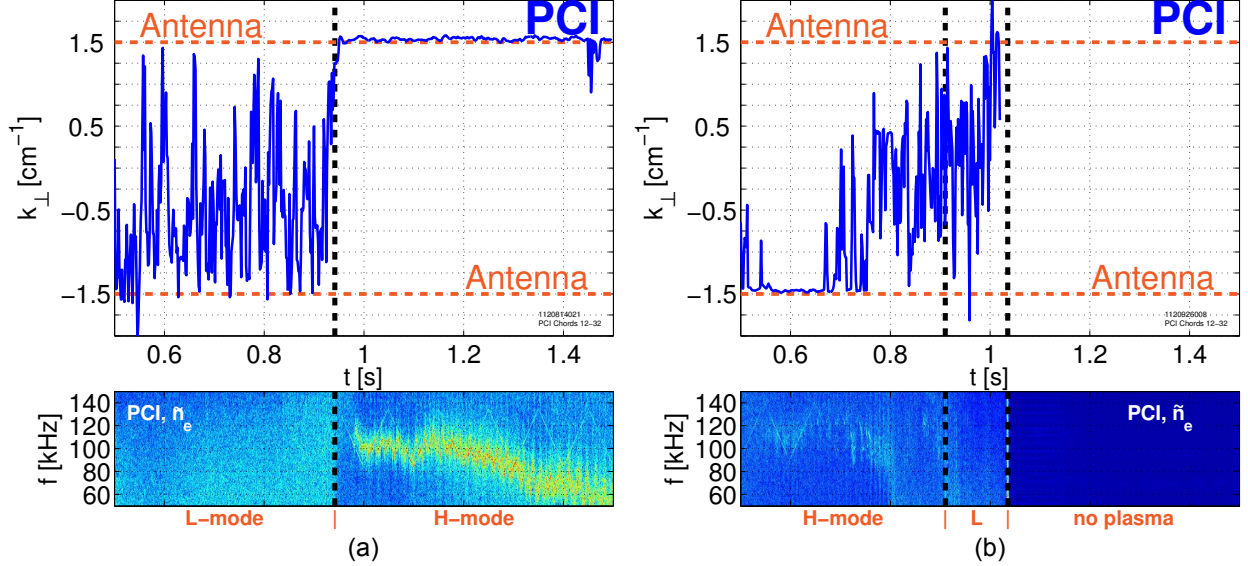 Antenna
PCI
1.5
0.5
−0.5
−1.5
k⊥ [cm⁻¹]
Antenna
1120814021
PCI Chords 12−32
0.6
0.8
1
1.2
1.4
t [s]
140
120
100
80
60
f [kHz]
PCI, ñe
L−mode
|
H−mode
(a)
Antenna
PCI
1.5
0.5
−0.5
−1.5
k⊥ [cm⁻¹]
Antenna
1120926008
PCI Chords 12−32
0.6
0.8
1
1.2
1.4
t [s]
140
120
100
80
60
f [kHz]
PCI, ñe
H−mode
|
L
|
no plasma
(b)